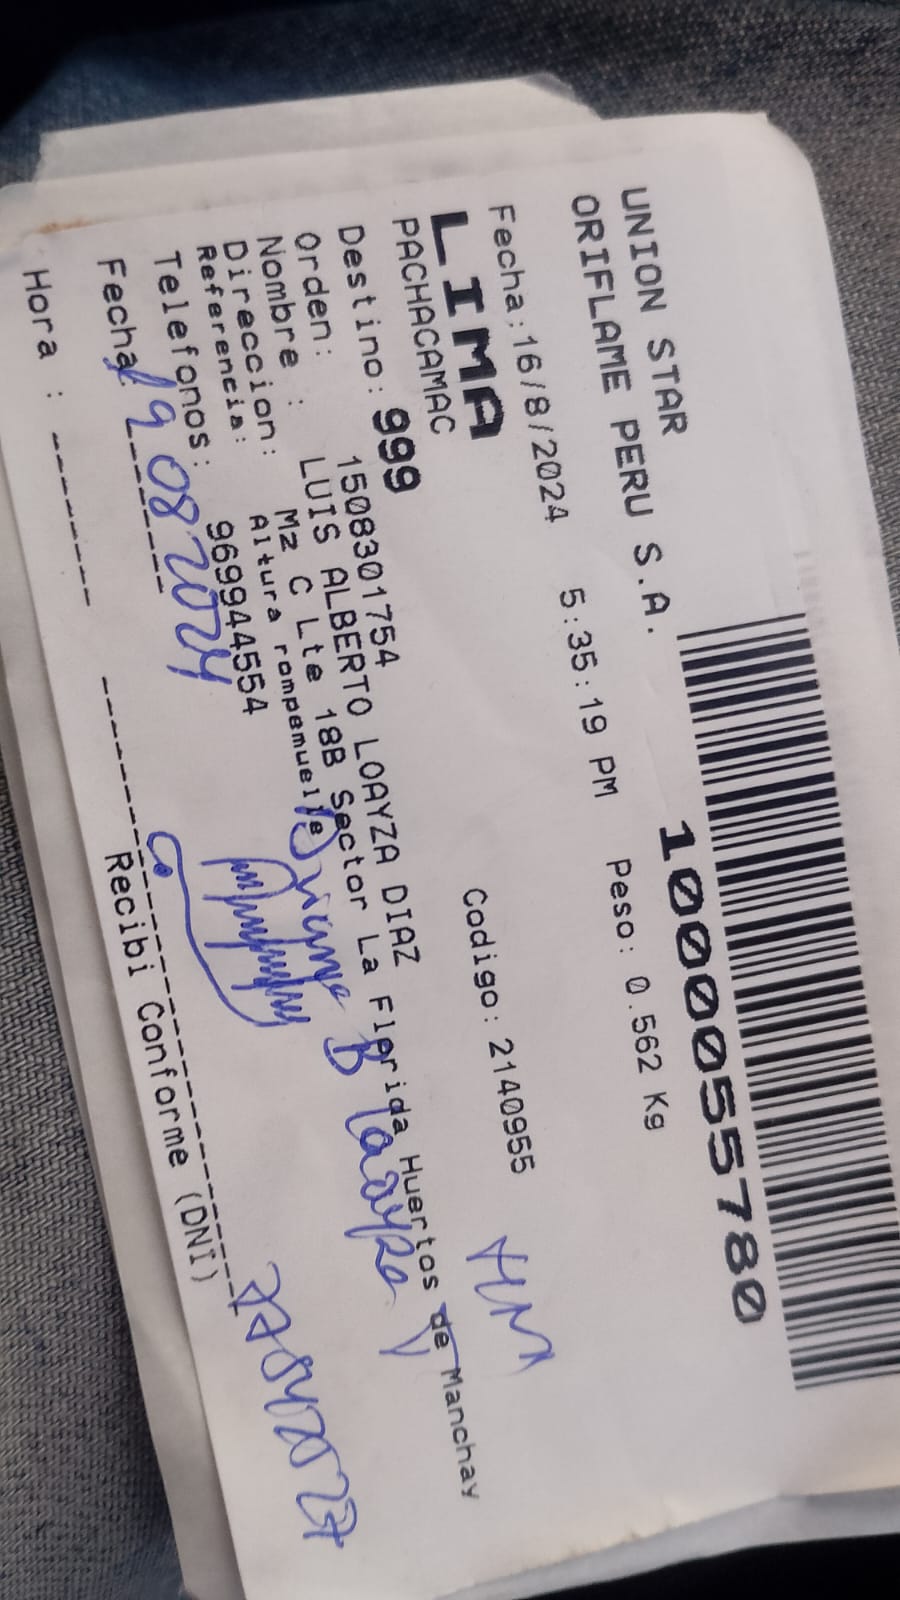 UNION STAR
ORIFLAME PERU S.A.
1000055780
Fecha:16/8/2024 5:35:19 PM Peso: 0.562 Kg
LIMA
PACHACAMAC
Codigo: 2140955
Destino: 999
Orden: 1508301754
Nombre : LUIS ALBERTO LOAYZA DIAZ
Direccion: Mz C Lte 18B Sector La Florida Huertos de Manchay
Referencia: Altura rompemuelle
Telefonos: 969944554
Fecha: 19 08 2024
Hora :
Recibi Conforme (DNI)